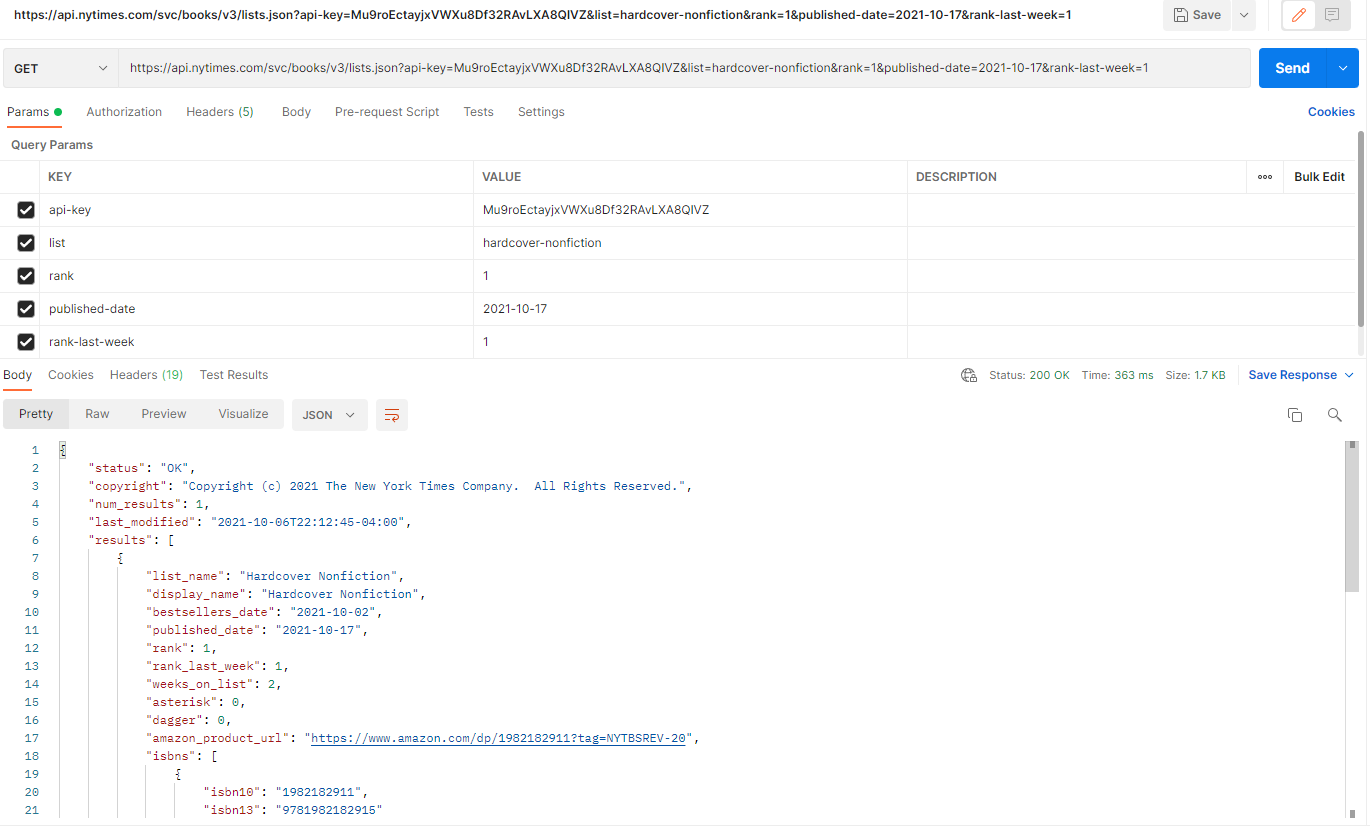 https://api.nytimes.com/svc/books/v3/lists.json?api-key=Mu9roEctayjxVWXu8Df32RAvLXA8QIVZ&list=hardcover-nonfiction&rank=1&published-date=2021-10-17&rank-last-week=1 Save
GET https://api.nytimes.com/svc/books/v3/lists.json?api-key=Mu9roEctayjxVWXu8Df32RAvLXA8QIVZ&list=hardcover-nonfiction&rank=1&published-date=2021-10-17&rank-last-week=1 Send
Params Authorization Headers (5) Body Pre-request Script Tests Settings Cookies
Query Params
KEY VALUE DESCRIPTION Bulk Edit
api-key Mu9roEctayjxVWXu8Df32RAvLXA8QIVZ
list hardcover-nonfiction
rank 1
published-date 2021-10-17
rank-last-week 1
Body Cookies Headers (19) Test Results Status: 200 OK Time: 363 ms Size: 1.7 KB Save Response
Pretty Raw Preview Visualize JSON
1 {
2 "status": "OK",
3 "copyright": "Copyright (c) 2021 The New York Times Company.  All Rights Reserved.",
4 "num_results": 1,
5 "last_modified": "2021-10-06T22:12:45-04:00",
6 "results": [
7 {
8 "list_name": "Hardcover Nonfiction",
9 "display_name": "Hardcover Nonfiction",
10 "bestsellers_date": "2021-10-02",
11 "published_date": "2021-10-17",
12 "rank": 1,
13 "rank_last_week": 1,
14 "weeks_on_list": 2,
15 "asterisk": 0,
16 "dagger": 0,
17 "amazon_product_url": "https://www.amazon.com/dp/1982182911?tag=NYTBSREV-20",
18 "isbns": [
19 {
20 "isbn10": "1982182911",
21 "isbn13": "9781982182915"